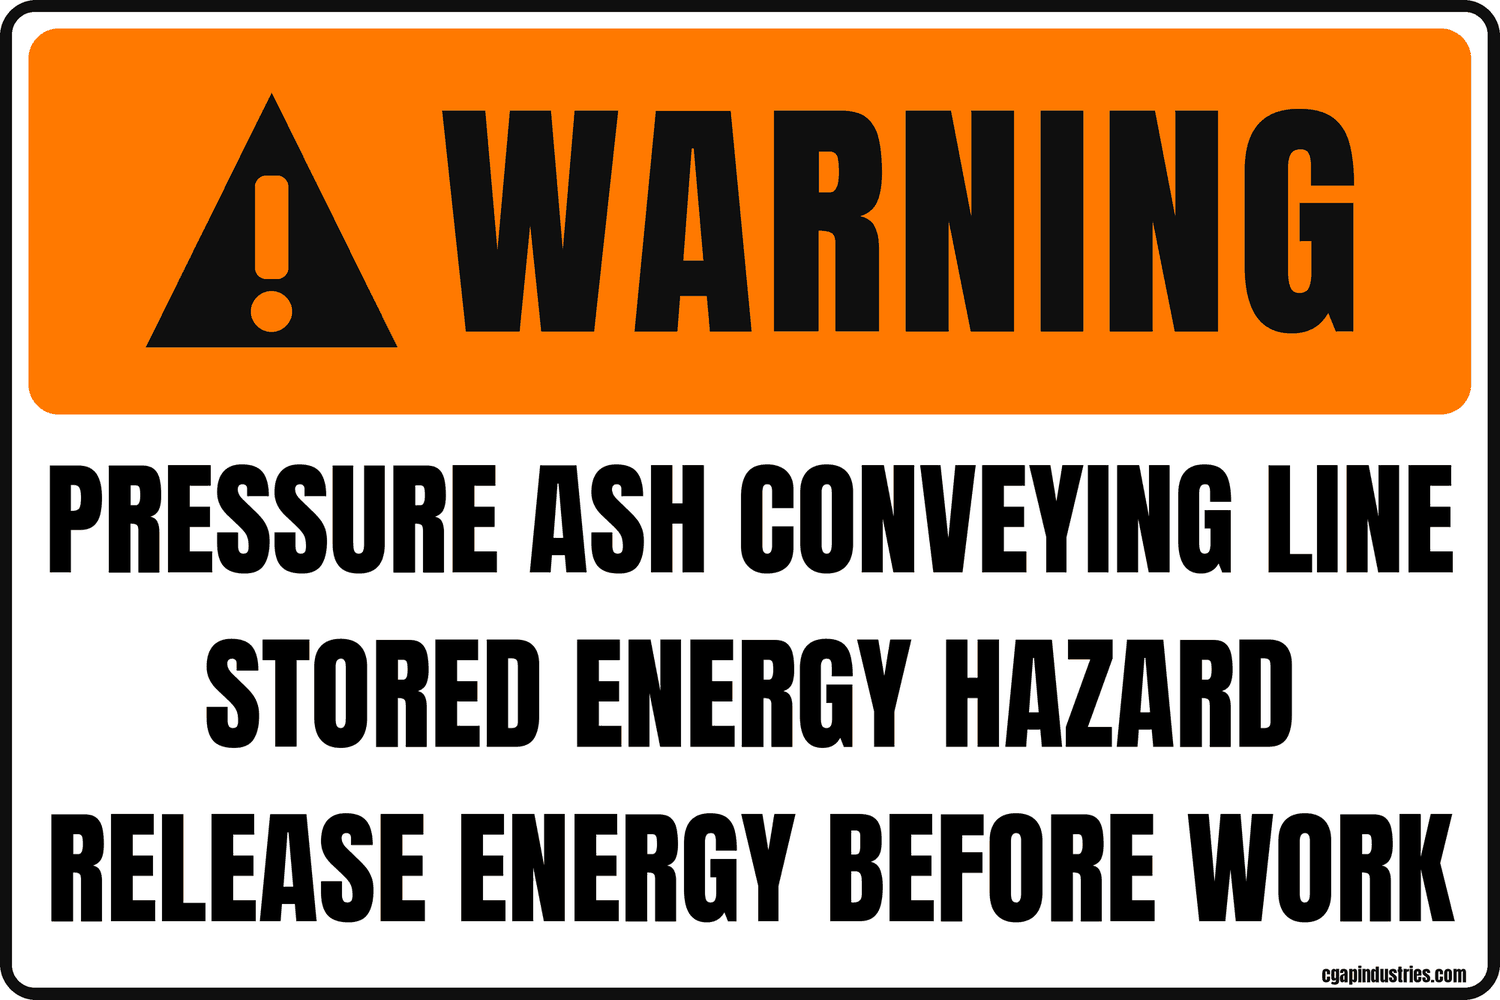 WARNING
PRESSURE ASH CONVEYING LINE
STORED ENERGY HAZARD
RELEASE ENERGY BEFORE WORK
cgapindustries.com